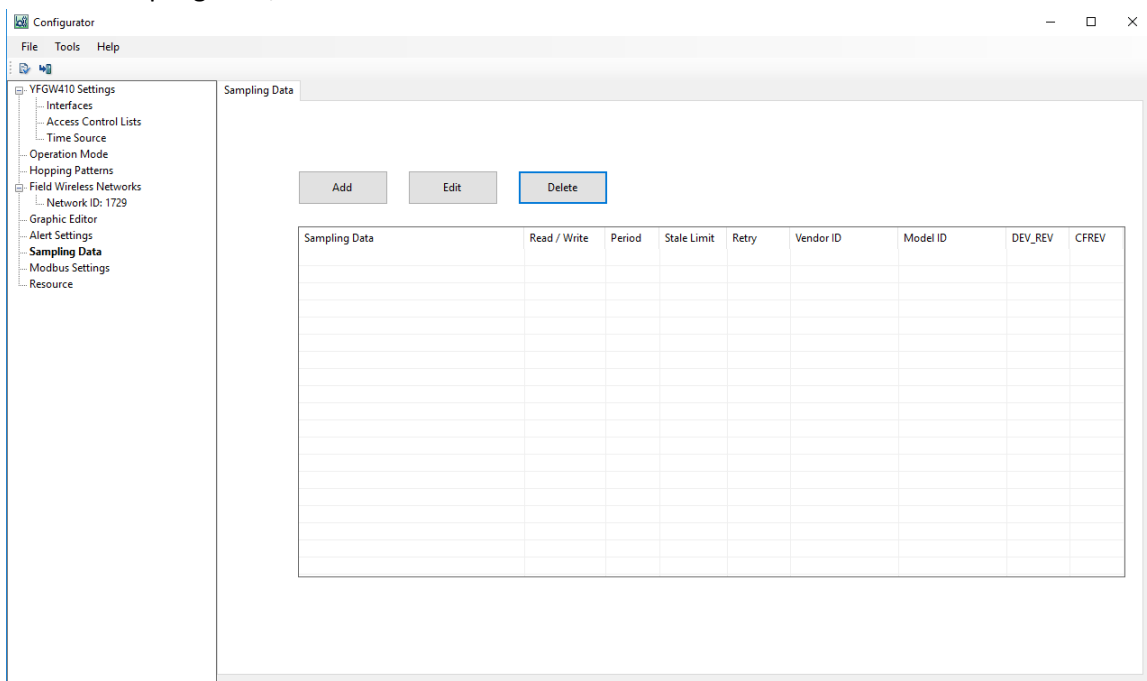 Configurator
File Tools Help
YFGW410 Settings
Interfaces
Access Control Lists
Time Source
Operation Mode
Hopping Patterns
Field Wireless Networks
Network ID: 1729
Graphic Editor
Alert Settings
Sampling Data
Modbus Settings
Resource
Sampling Data
Add Edit Delete
Sampling Data Read / Write Period Stale Limit Retry Vendor ID Model ID DEV_REV CFREV